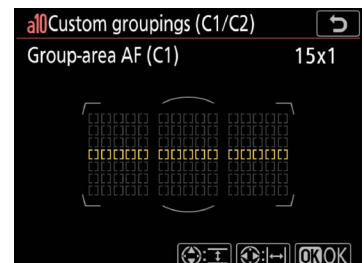 a10Custom groupings (C1/C2)
Group-area AF (C1) 15x1
OK OK